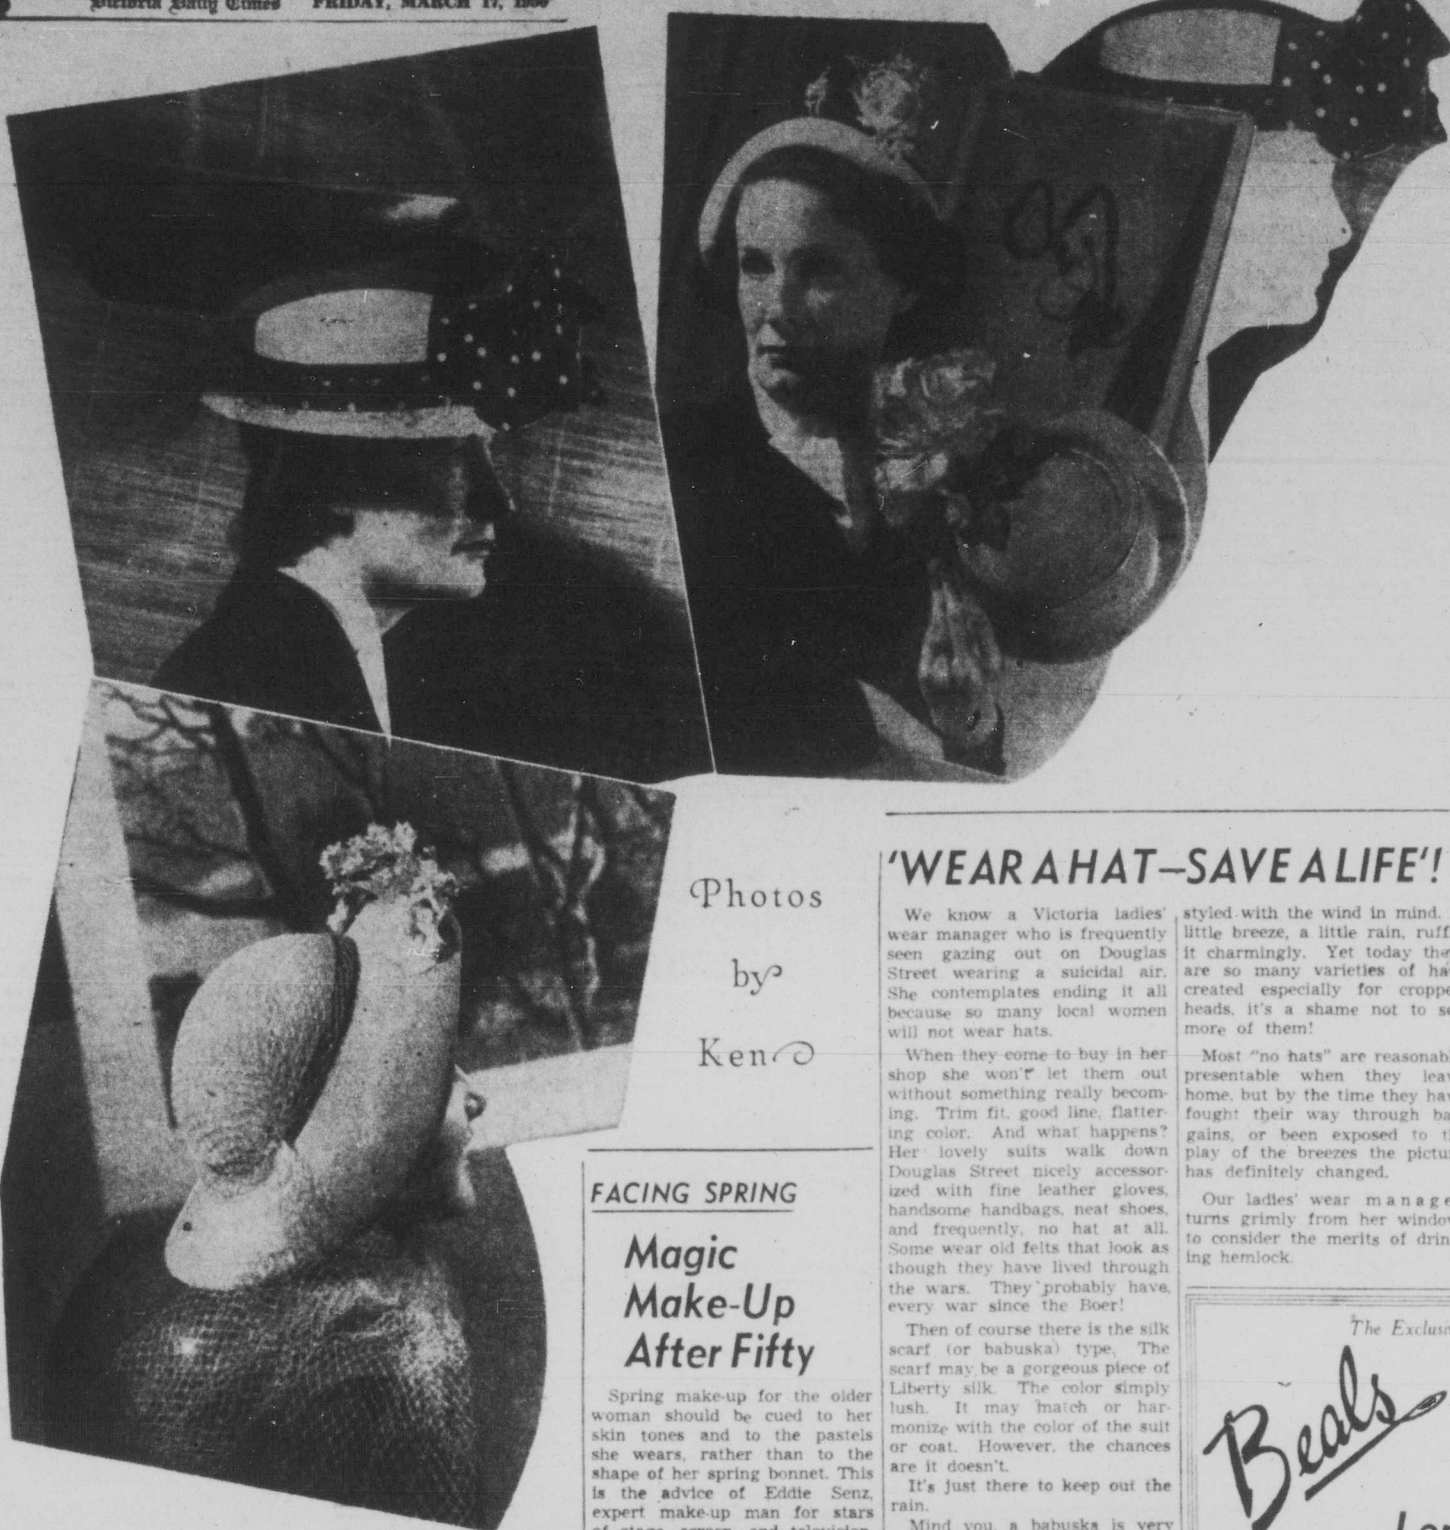 Victoria Daily Times FRIDAY, MARCH 17, 1950
Photos
by
Ken
FACING SPRING
Magic
Make-Up
After Fifty
Spring make-up for the older
woman should be cued to her
skin tones and to the pastels
she wears, rather than to the
shape of her spring bonnet. This
is the advice of Eddie Senz,
expert make-up man for stars
of stage, screen, and television.
'WEAR A HAT—SAVE A LIFE'!
We know a Victoria ladies'
wear manager who is frequently
seen gazing out on Douglas
Street wearing a suicidal air.
She contemplates ending it all
because so many local women
will not wear hats.
When they come to buy in her
shop she won't let them out
without something really becom-
ing. Trim fit, good line, flatter-
ing color. And what happens?
Her lovely suits walk down
Douglas Street nicely accessor-
ized with fine leather gloves,
handsome handbags, neat shoes,
and frequently, no hat at all.
Some wear old felts that look as
though they have lived through
the wars. They probably have,
every war since the Boer!
Then of course there is the silk
scarf (or babuska) type. The
scarf may be a gorgeous piece of
Liberty silk. The color simply
lush. It may match or har-
monize with the color of the suit
or coat. However, the chances
are it doesn't.
It's just there to keep out the
rain.
Mind you, a babuska is very
styled with the wind in mind.
little breeze, a little rain, ruff
it charmingly. Yet today the
are so many varieties of ha
created especially for croppe
heads, it's a shame not to se
more of them!
Most "no hats" are reasonab
presentable when they leav
home, but by the time they hav
fought their way through ba
gains, or been exposed to t
play of the breezes the pictu
has definitely changed.
Our ladies' wear manage
turns grimly from her window
to consider the merits of drin
ing hemlock.
The Exclusi
Beals